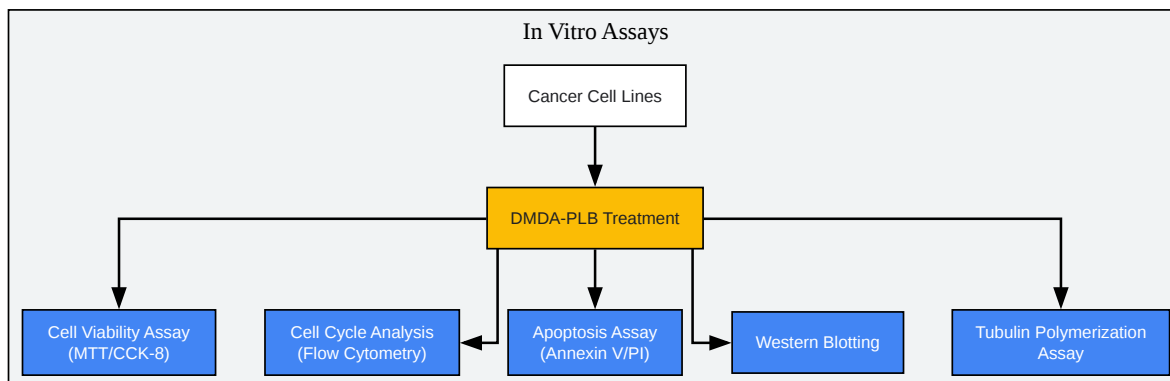 In Vitro Assays
Cancer Cell Lines
DMDA-PLB Treatment
Cell Viability Assay
(MTT/CCK-8)
Cell Cycle Analysis
(Flow Cytometry)
Apoptosis Assay
(Annexin V/PI)
Western Blotting
Tubulin Polymerization
Assay